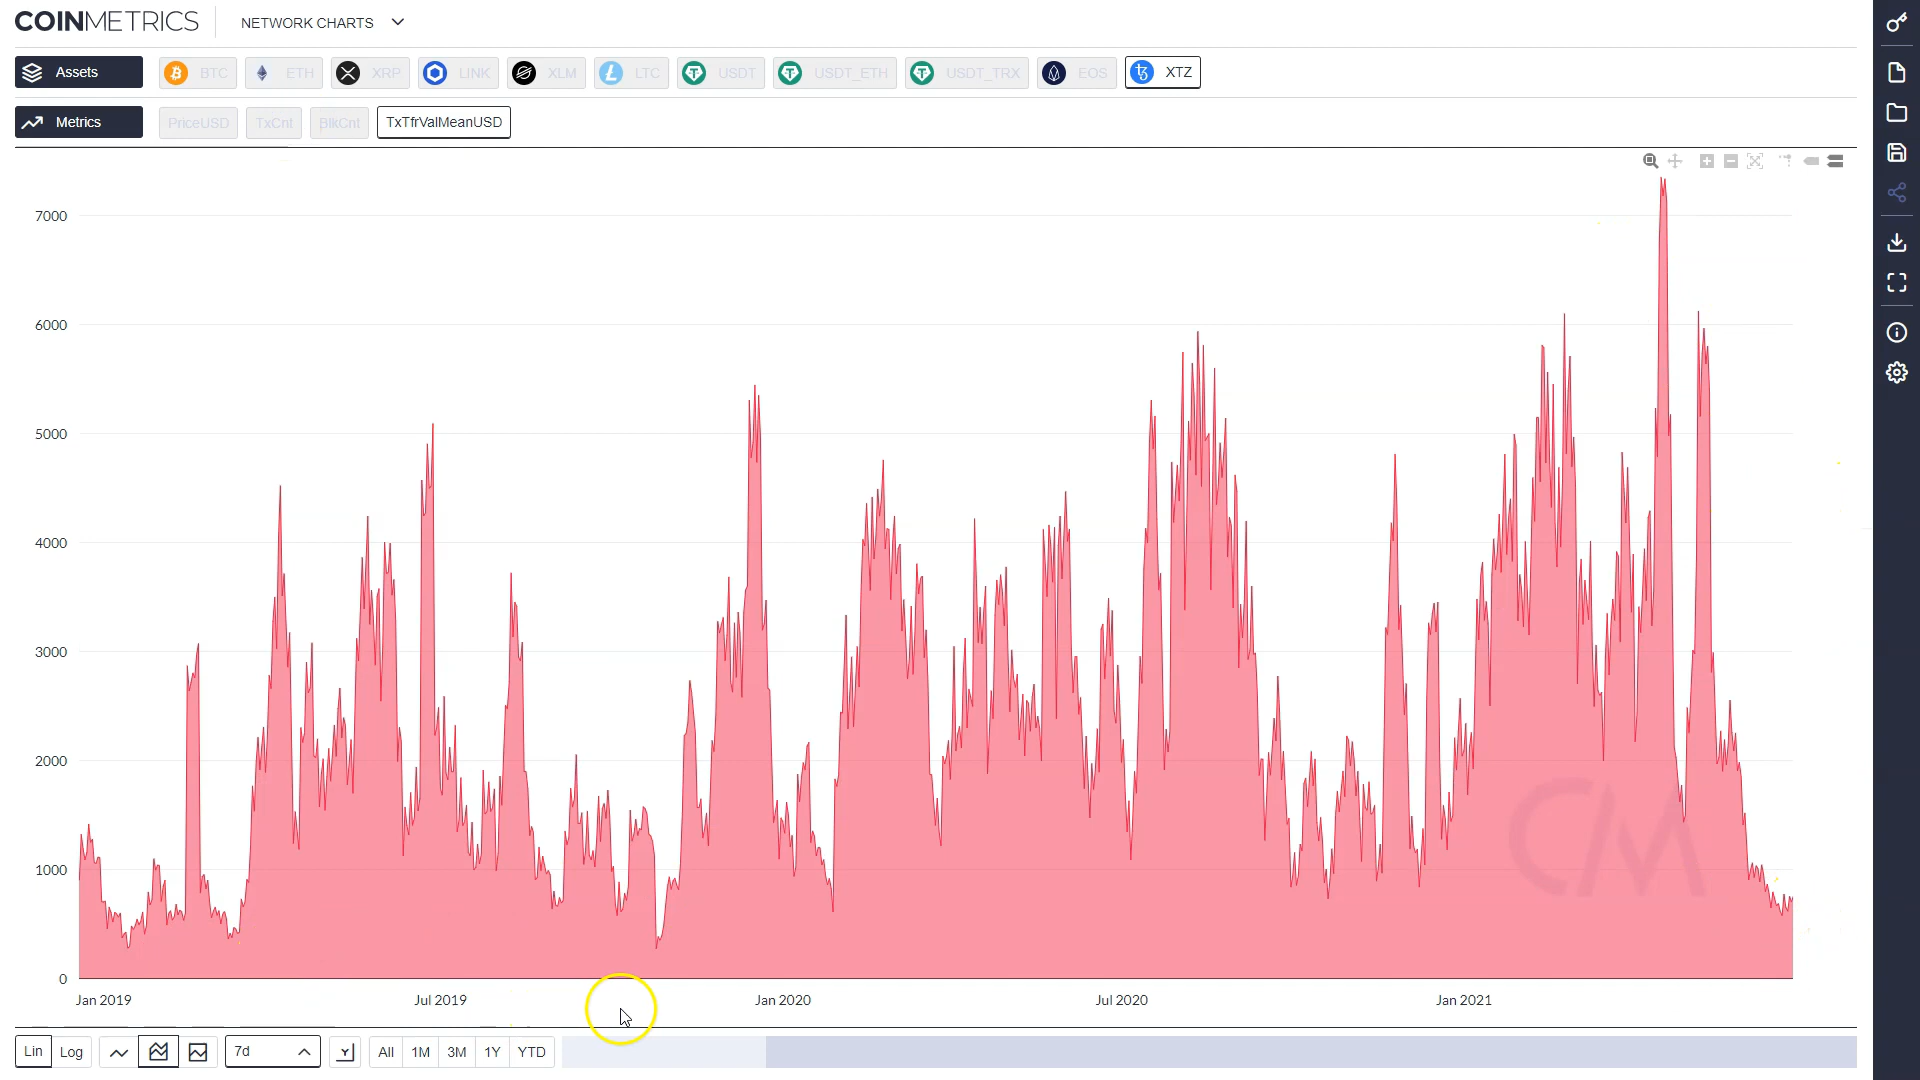 COINMETRICS NETWORK CHARTS
Assets BTC ETH XRP LINK XLM LTC USDT USDT_ETH USDT_TRX EOS XTZ
Metrics PriceUSD TxCnt BlkCnt TxTfrValMeanUSD
7000
6000
5000
4000
3000
2000
1000
0
CM
Jan 2019 Jul 2019 Jan 2020 Jul 2020 Jan 2021
Lin Log 7d All 1M 3M 1Y YTD